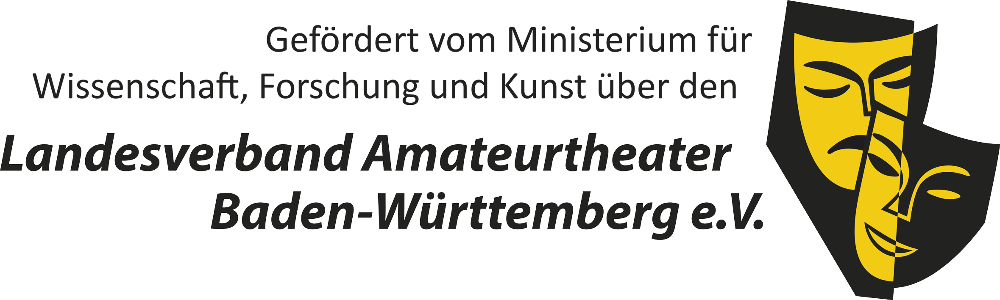 Gefördert vom Ministerium für
Wissenschaft, Forschung und Kunst über den
Landesverband Amateurtheater
Baden-Württemberg e.V.